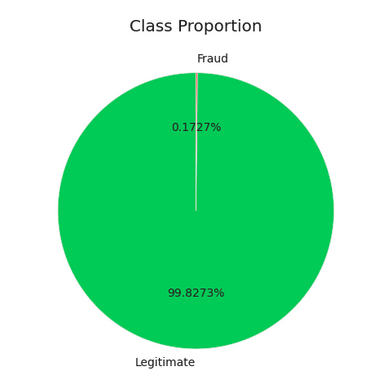 Class Proportion
Fraud
0.1727%
99.8273%
Legitimate